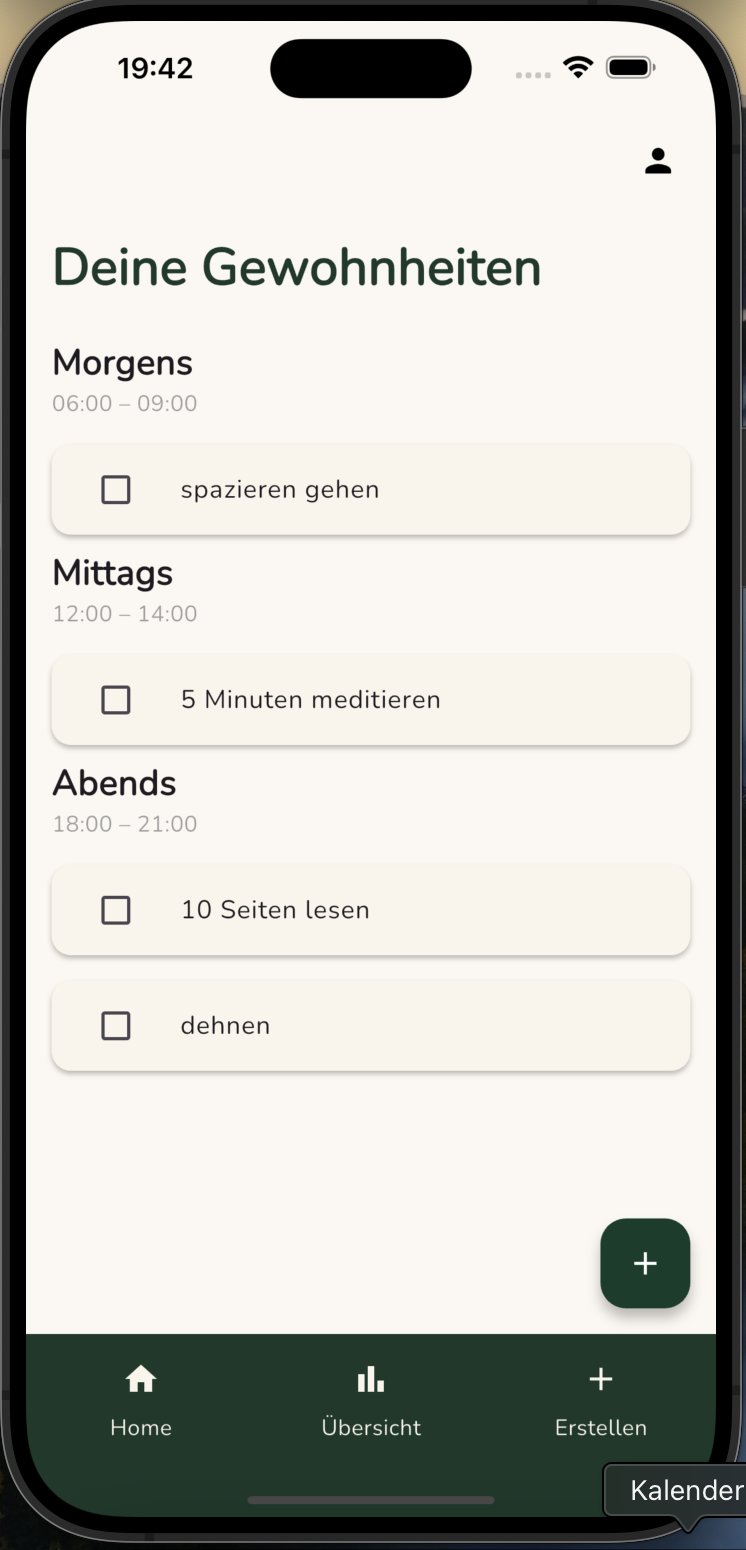 19:42
Deine Gewohnheiten
Morgens
06:00 – 09:00
spazieren gehen
Mittags
12:00 – 14:00
5 Minuten meditieren
Abends
18:00 – 21:00
10 Seiten lesen
dehnen
Home
Übersicht
Erstellen
Kalender